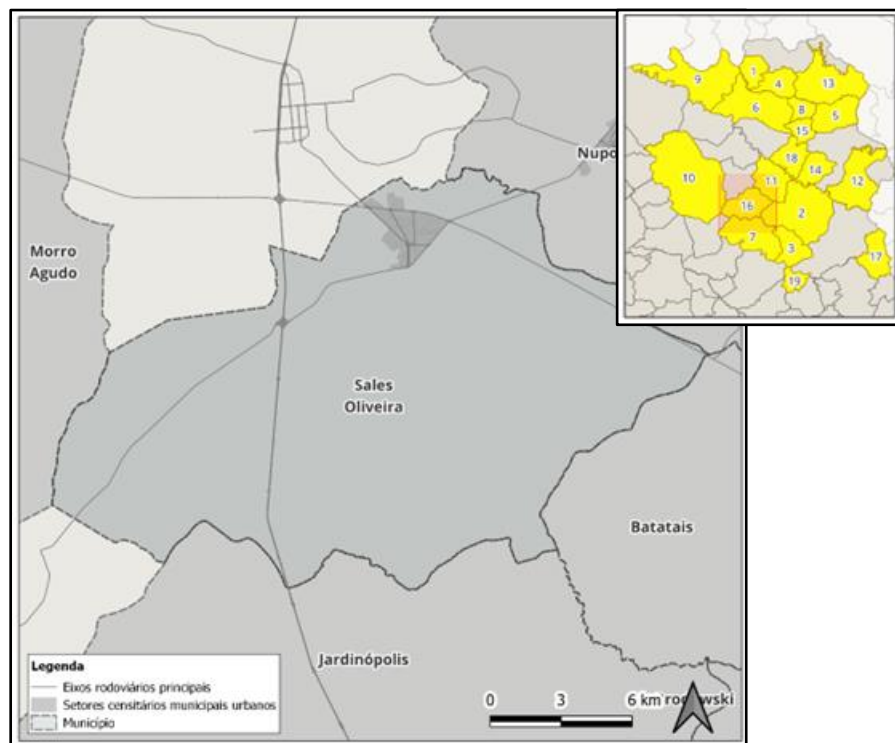 Nupo
Morro
Agudo
Sales
Oliveira
Batatais
Jardinópolis
Legenda
Eixos rodoviários principais
Setores censitários municipais urbanos
Município
0 3 6 km
9
1
4
13
6
8
5
15
18
14
12
10
11
16
2
7
3
17
19